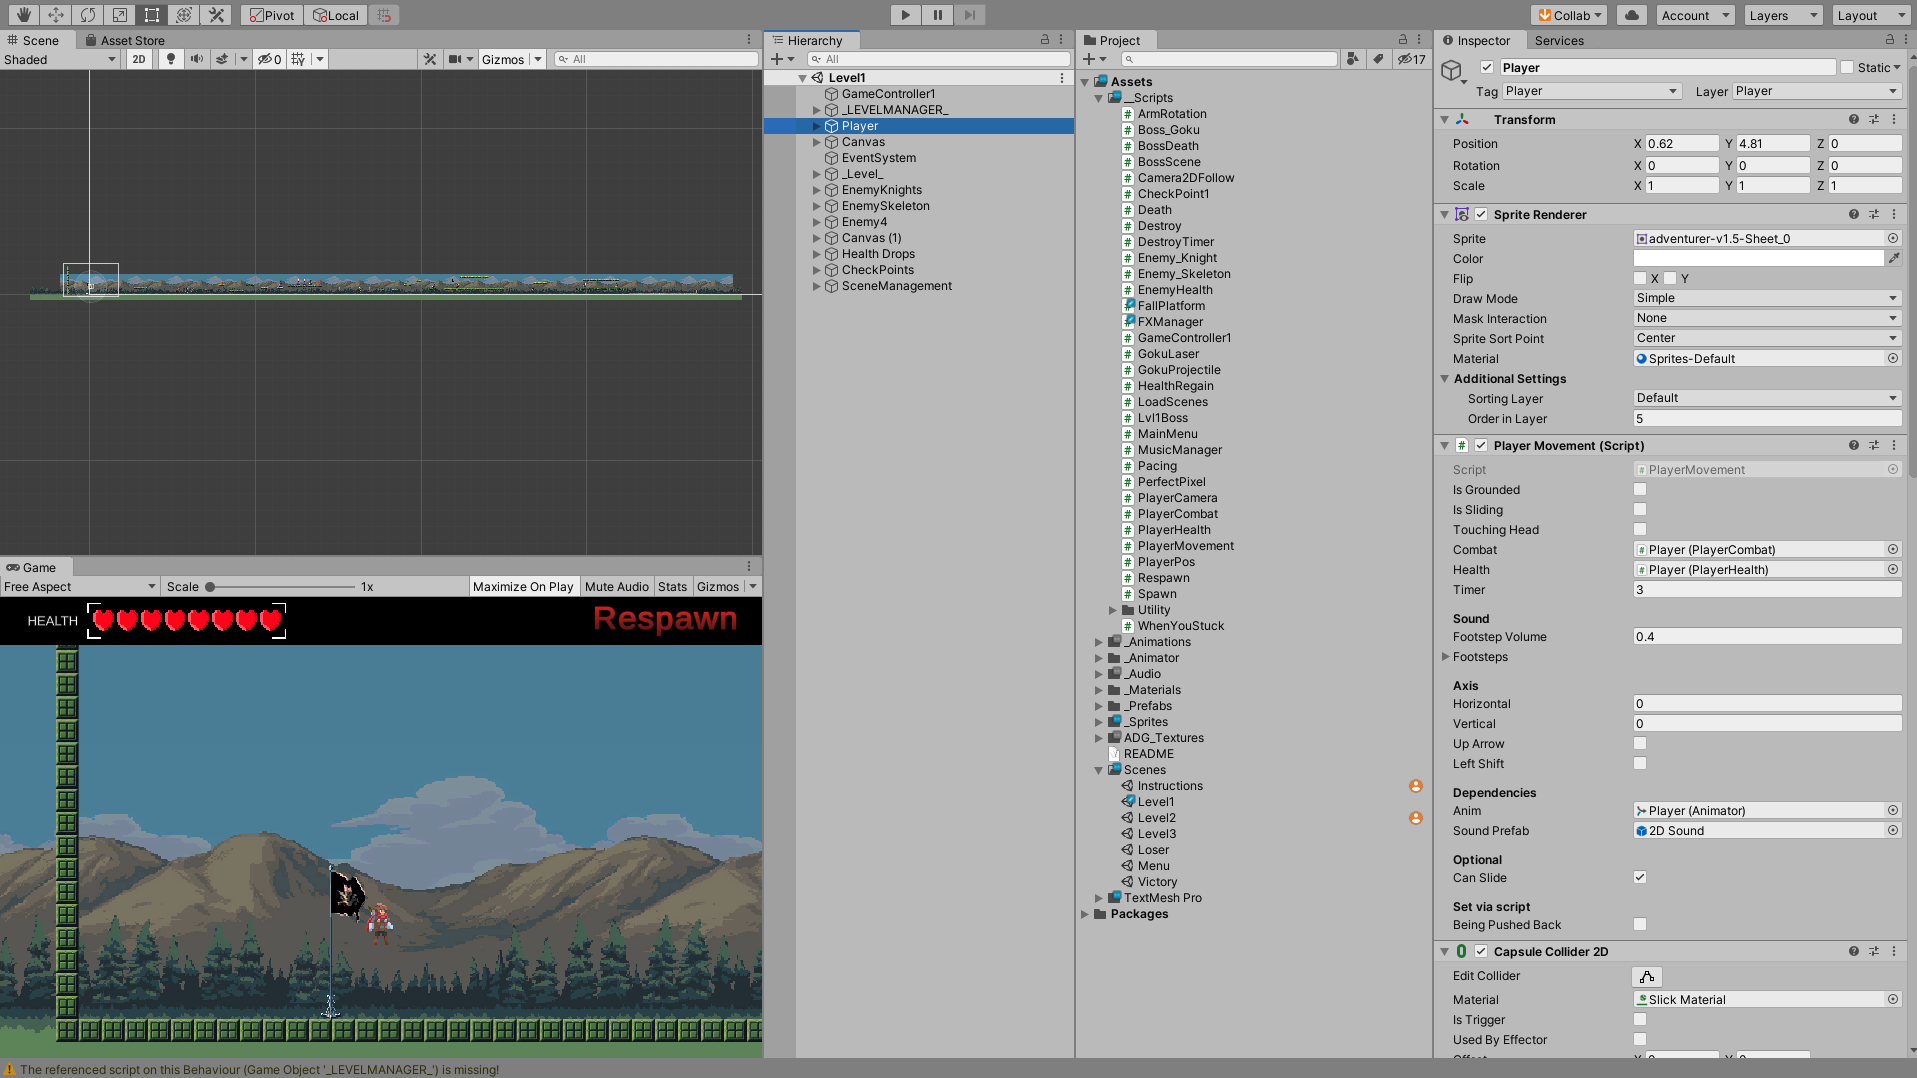 Pivot Local Collab Account Layers Layout
Scene Asset Store
Shaded 2D 0 Gizmos All
Game
Free Aspect Scale 1x Maximize On Play Mute Audio Stats Gizmos
HEALTH Respawn
Hierarchy
All
Level1
GameController1
_LEVELMANAGER_
Player
Canvas
EventSystem
_Level_
EnemyKnights
EnemySkeleton
Enemy4
Canvas (1)
Health Drops
CheckPoints
SceneManagement
Project
17
Assets
__Scripts
ArmRotation
Boss_Goku
BossDeath
BossScene
Camera2DFollow
CheckPoint1
Death
Destroy
DestroyTimer
Enemy_Knight
Enemy_Skeleton
EnemyHealth
FallPlatform
FXManager
GameController1
GokuLaser
GokuProjectile
HealthRegain
LoadScenes
Lvl1Boss
MainMenu
MusicManager
Pacing
PerfectPixel
PlayerCamera
PlayerCombat
PlayerHealth
PlayerMovement
PlayerPos
Respawn
Spawn
Utility
WhenYouStuck
_Animations
_Animator
_Audio
_Materials
_Prefabs
_Sprites
ADG_Textures
README
Scenes
Instructions
Level1
Level2
Level3
Loser
Menu
Victory
TextMesh Pro
Packages
Inspector Services
Player Static
Tag Player Layer Player
Transform
Position X 0.62 Y 4.81 Z 0
Rotation X 0 Y 0 Z 0
Scale X 1 Y 1 Z 1
Sprite Renderer
Sprite adventurer-v1.5-Sheet_0
Color
Flip X Y
Draw Mode Simple
Mask Interaction None
Sprite Sort Point Center
Material Sprites-Default
Additional Settings
Sorting Layer Default
Order in Layer 5
# Player Movement (Script)
Script PlayerMovement
Is Grounded
Is Sliding
Touching Head
Combat Player (PlayerCombat)
Health Player (PlayerHealth)
Timer 3
Sound
Footstep Volume 0.4
Footsteps
Axis
Horizontal 0
Vertical 0
Up Arrow
Left Shift
Dependencies
Anim Player (Animator)
Sound Prefab 2D Sound
Optional
Can Slide
Set via script
Being Pushed Back
Capsule Collider 2D
Edit Collider
Material Slick Material
Is Trigger
Used By Effector
The referenced script on this Behaviour (Game Object '_LEVELMANAGER_') is missing!